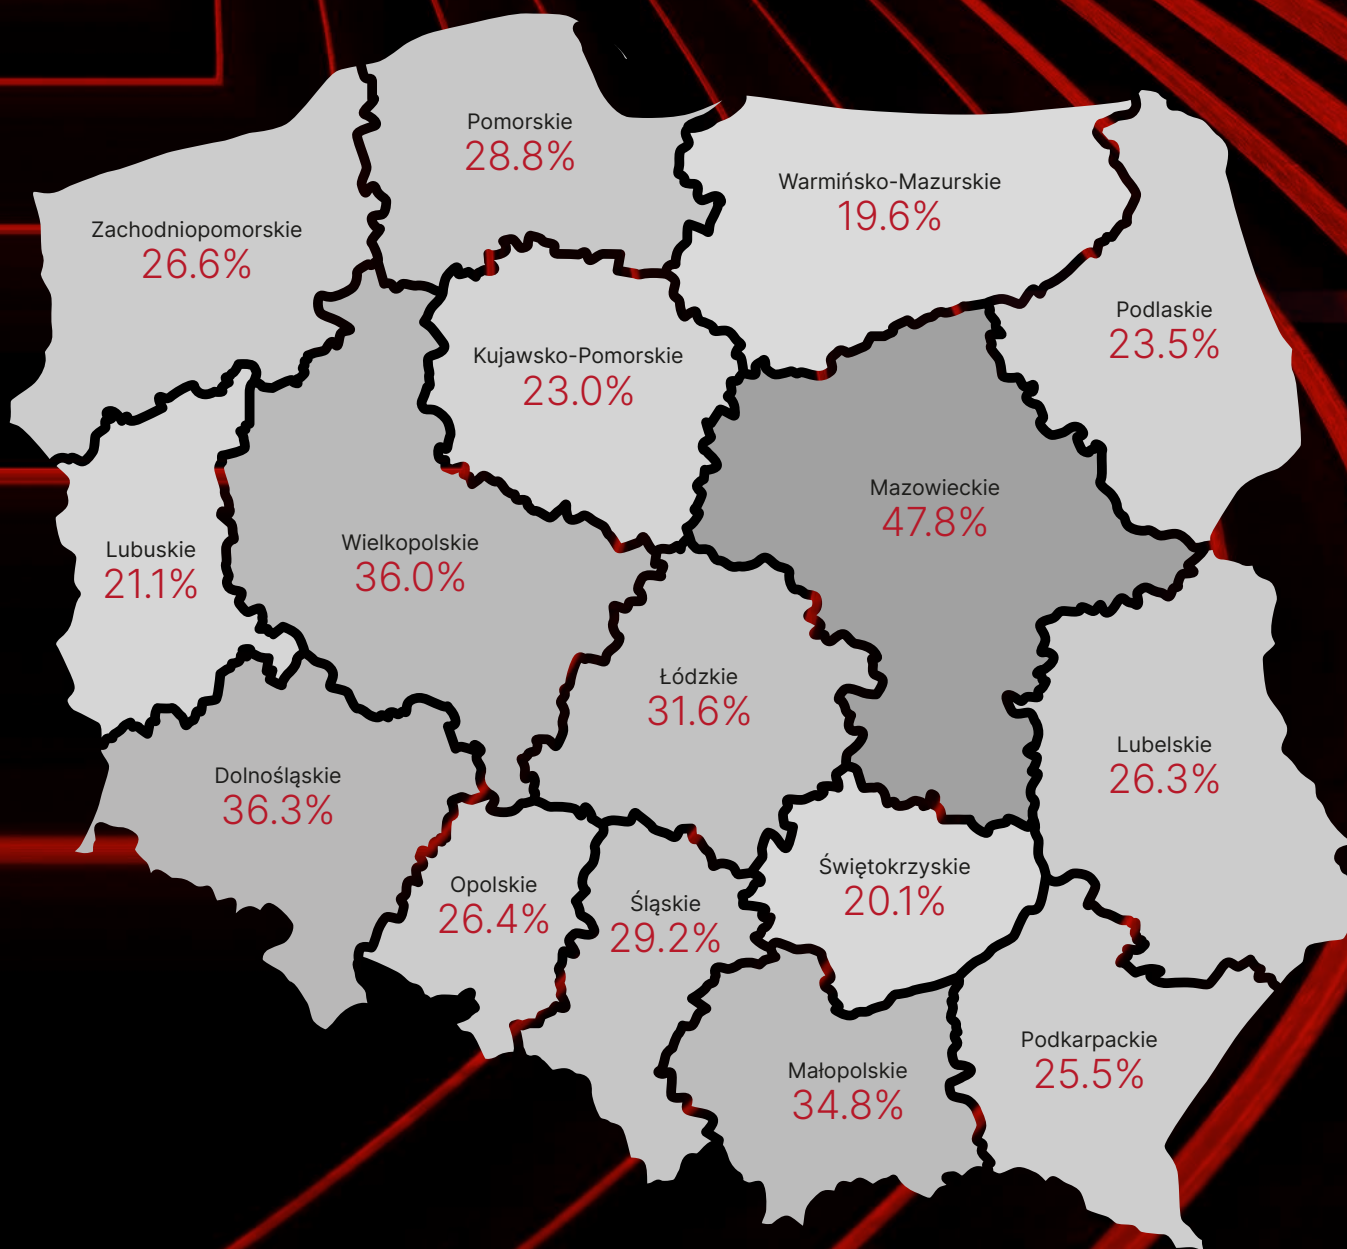 Pomorskie
28.8%
Warmińsko-Mazurskie
19.6%
Zachodniopomorskie
26.6%
Podlaskie
23.5%
Kujawsko-Pomorskie
23.0%
Mazowieckie
47.8%
Lubuskie
21.1%
Wielkopolskie
36.0%
Łódzkie
31.6%
Lubelskie
26.3%
Dolnośląskie
36.3%
Świętokrzyskie
20.1%
Opolskie
26.4%
Śląskie
29.2%
Podkarpackie
25.5%
Małopolskie
34.8%